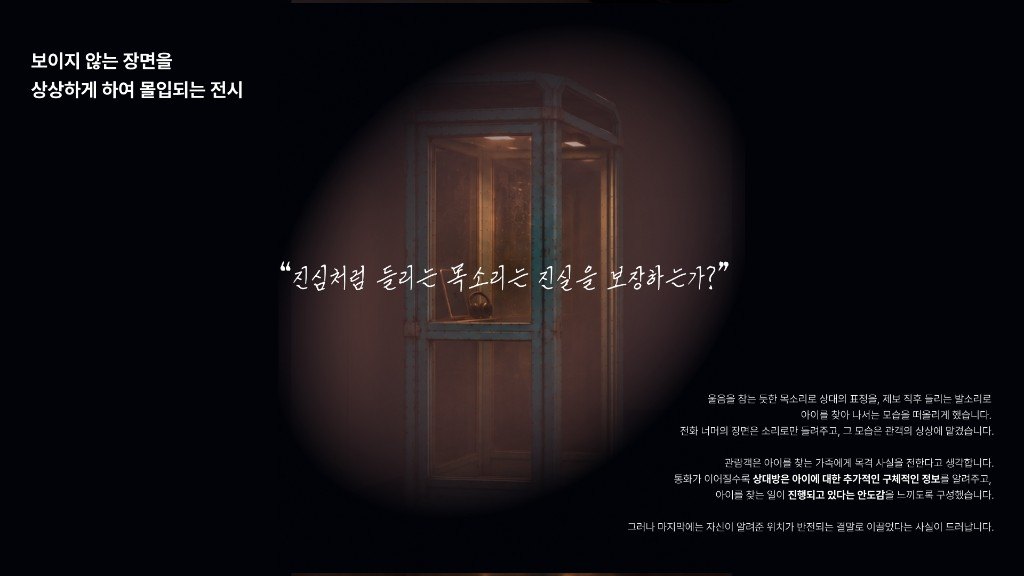 보이지 않는 장면을
상상하게 하여 몰입되는 전시
“진심처럼 들리는 목소리는 진실을 보장하는가?”
울음을 참는 듯한 목소리로 상대의 표정을, 제보 직후 들리는 발소리로
아이를 찾아 나서는 모습을 떠올리게 했습니다.
전화 너머의 장면은 소리로만 들려주고, 그 모습은 관객의 상상에 맡겼습니다.
관람객은 아이를 찾는 가족에게 목격 사실을 전한다고 생각합니다.
통화가 이어질수록 상대방은 아이에 대한 추가적인 구체적인 정보를 알려주고,
아이를 찾는 일이 진행되고 있다는 안도감을 느끼도록 구성했습니다.
그러나 마지막에는 자신이 알려준 위치가 반전되는 결말로 이끌었다는 사실이 드러납니다.